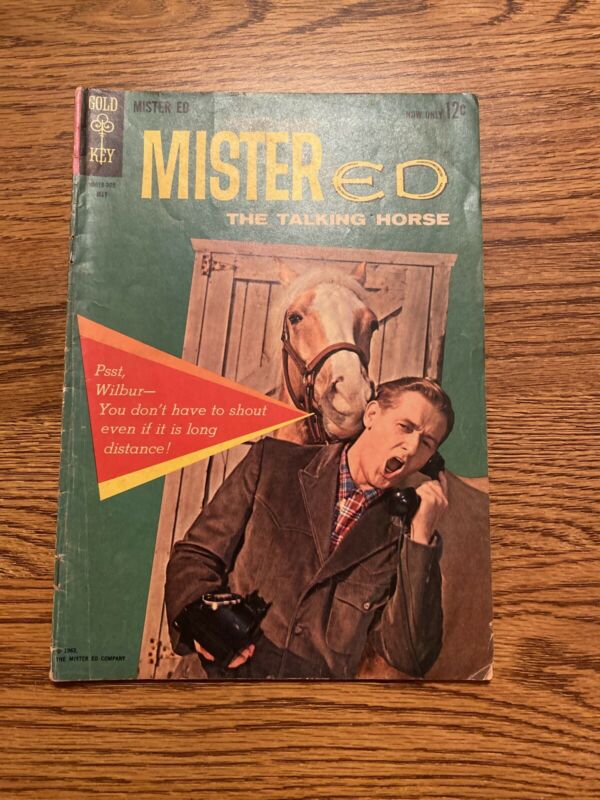 GOLD
KEY
MISTER ED
NOW ONLY 12¢
MAY
MISTER ED
THE TALKING HORSE
Psst,
Wilbur—
You don't have to shout
even if it is long
distance!
THE MISTER ED COMPANY